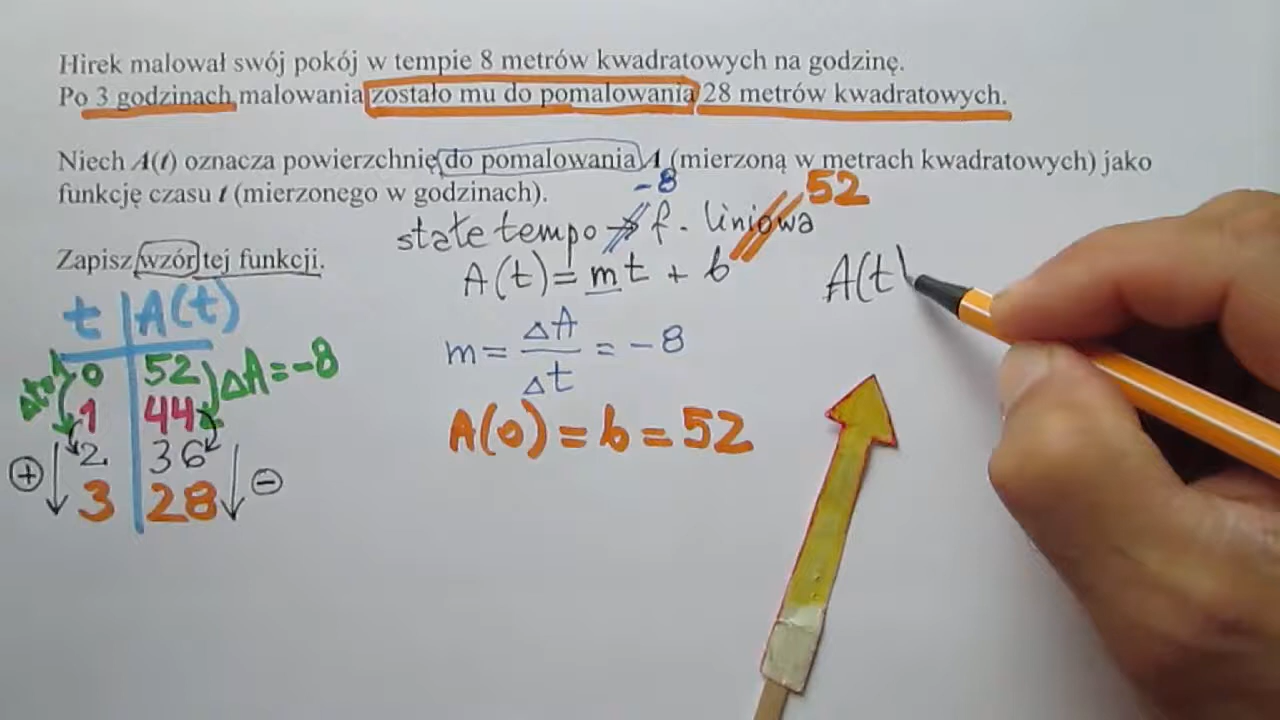 Hirek malował swój pokój w tempie 8 metrów kwadratowych na godzinę.
Po 3 godzinach malowania zostało mu do pomalowania 28 metrów kwadratowych.
Niech A(t) oznacza powierzchnię do pomalowania A (mierzoną w metrach kwadratowych) jako
funkcję czasu t (mierzonego w godzinach).
-8 52
stałe tempo → f. liniowa
Zapisz wzór tej funkcji.
A(t) = mt + b
A(t)
t A(t)
m = ΔA/Δt = -8
0 52 ΔA = -8
1 44
A(0) = b = 52
2 36
+ −
3 28